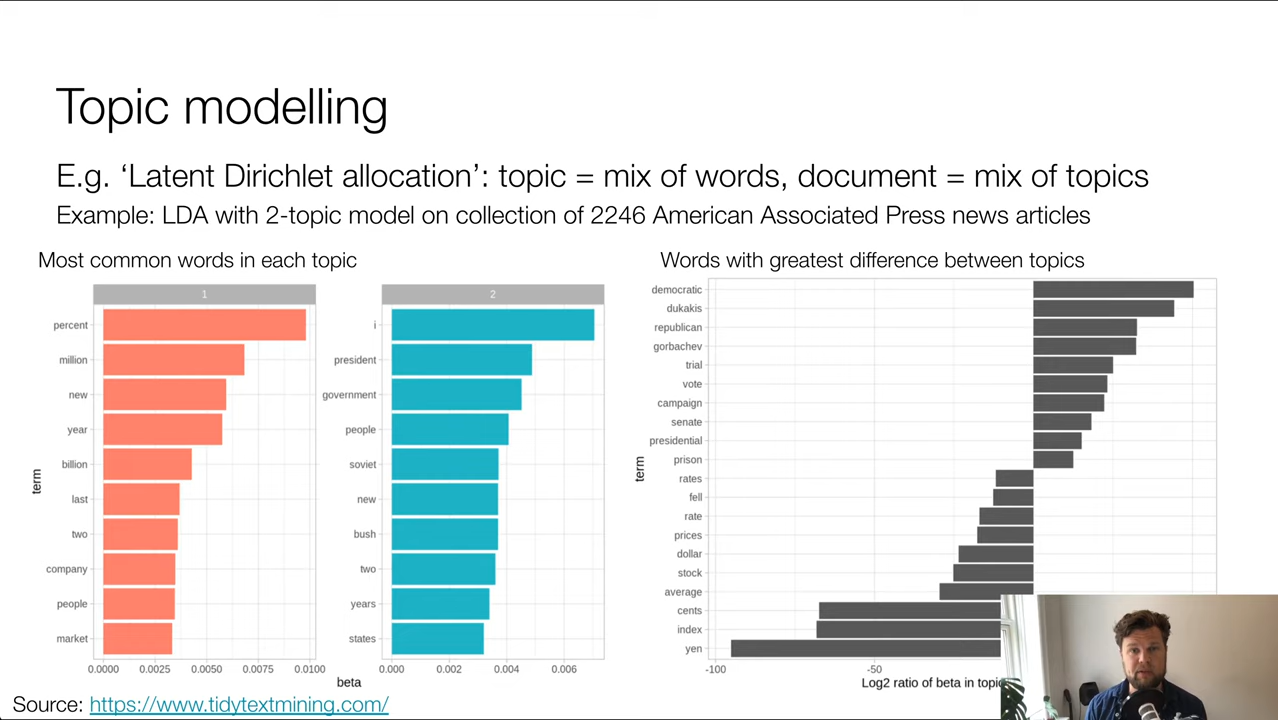 Topic modelling
E.g. ‘Latent Dirichlet allocation’: topic = mix of words, document = mix of topics
Example: LDA with 2-topic model on collection of 2246 American Associated Press news articles
Most common words in each topic
1
2
term
percent
million
new
year
billion
last
two
company
people
market
i
president
government
people
soviet
new
bush
two
years
states
0.0000
0.0025
0.0050
0.0075
0.0100
0.000
0.002
0.004
0.006
beta
Words with greatest difference between topics
term
democratic
dukakis
republican
gorbachev
trial
vote
campaign
senate
presidential
prison
rates
fell
rate
prices
dollar
stock
average
cents
index
yen
-100
-50
Log2 ratio of beta in topic
Source: https://www.tidytextmining.com/